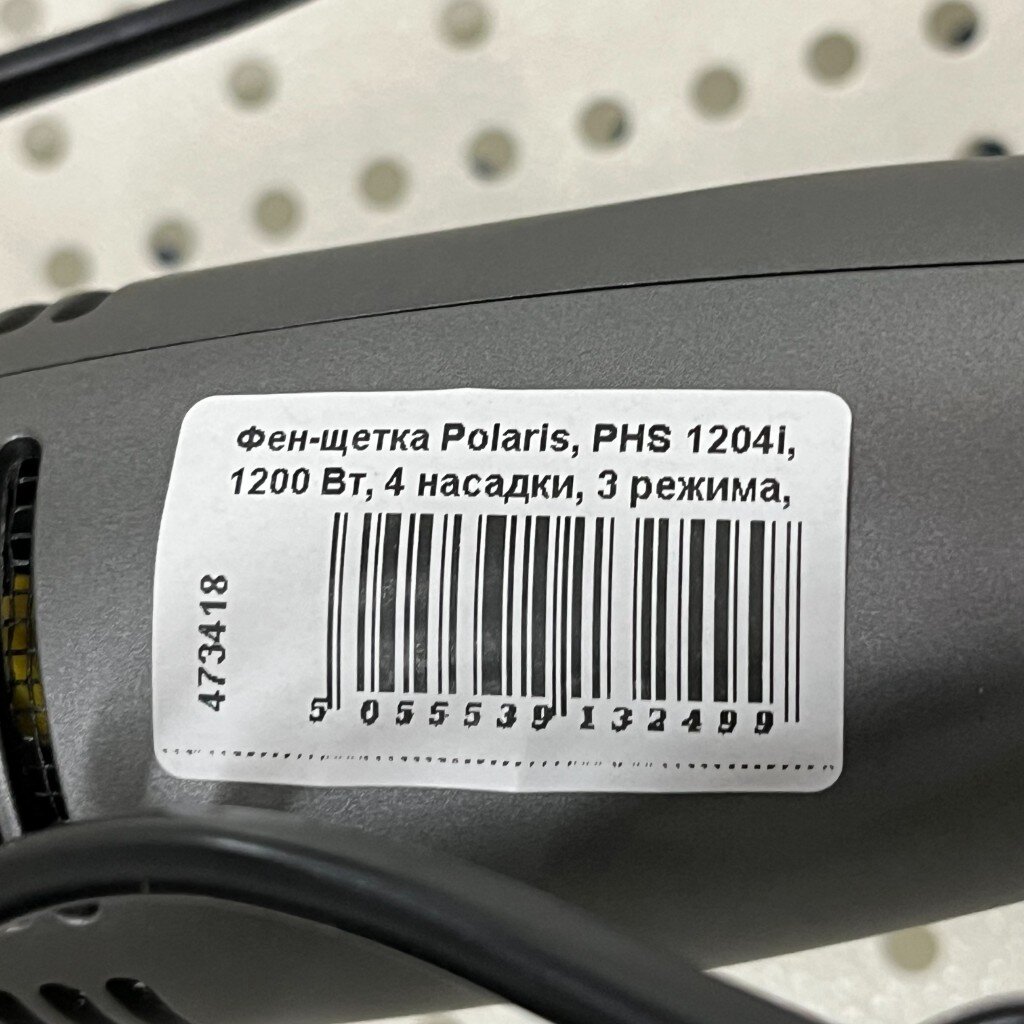 Фен-щетка Polaris, PHS 1204i,
1200 Вт, 4 насадки, 3 режима,
473418
5 055539 132499